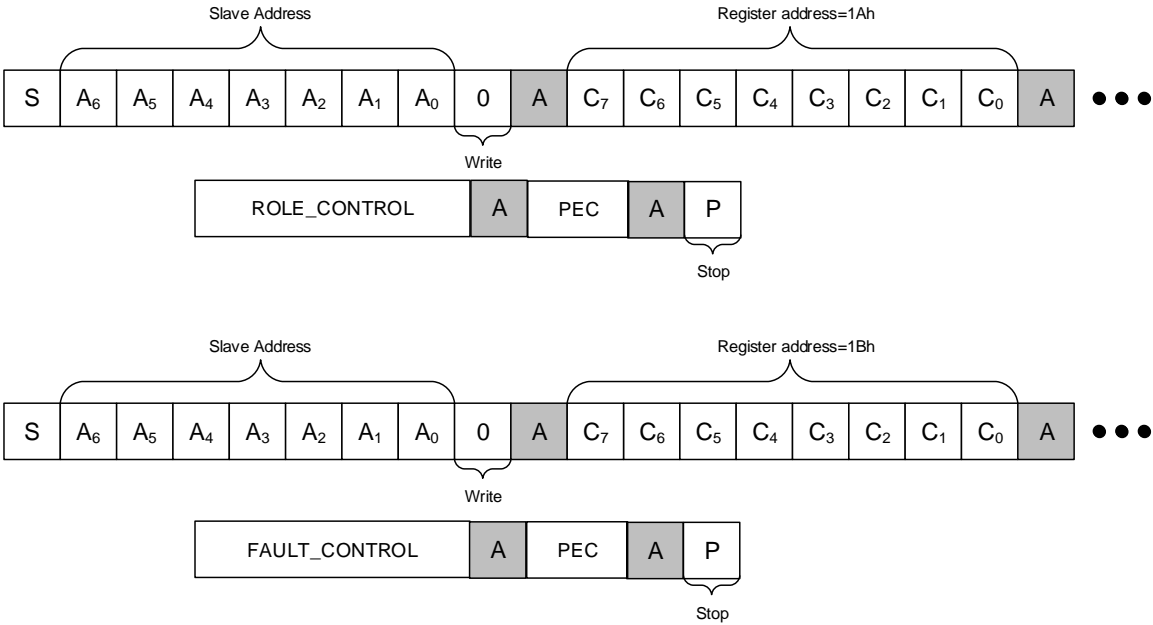 Slave Address Register address=1Ah
S A₆ A₅ A₄ A₃ A₂ A₁ A₀ 0 A C₇ C₆ C₅ C₄ C₃ C₂ C₁ C₀ A
Write
ROLE_CONTROL A PEC A P
Stop
Slave Address Register address=1Bh
S A₆ A₅ A₄ A₃ A₂ A₁ A₀ 0 A C₇ C₆ C₅ C₄ C₃ C₂ C₁ C₀ A
Write
FAULT_CONTROL A PEC A P
Stop